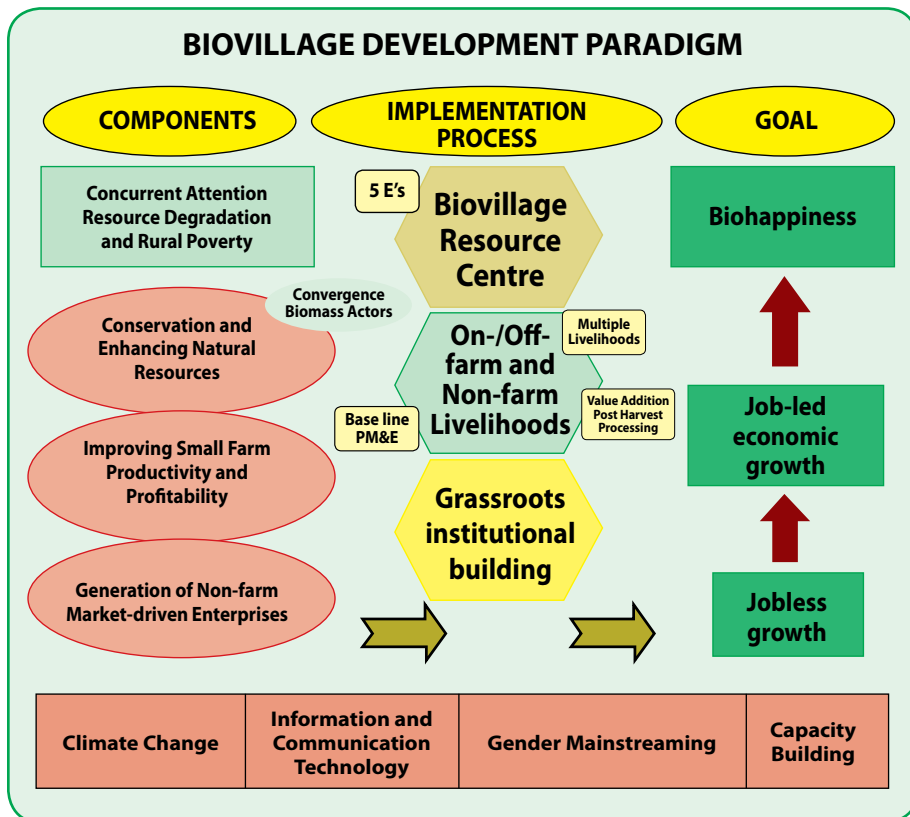 BIOVILLAGE DEVELOPMENT PARADIGM
COMPONENTS
IMPLEMENTATION
PROCESS
GOAL
Concurrent Attention
Resource Degradation
and Rural Poverty
Convergence
Biomass Actors
Conservation and
Enhancing Natural
Resources
Improving Small Farm
Productivity and
Profitability
Generation of Non-farm
Market-driven Enterprises
5 E's
Biovillage
Resource
Centre
Multiple
Livelihoods
On-/Off-
farm and
Non-farm
Livelihoods
Base line
PM&E
Value Addition
Post Harvest
Processing
Grassroots
institutional
building
Biohappiness
Job-led
economic
growth
Jobless
growth
Climate Change
Information and
Communication
Technology
Gender Mainstreaming
Capacity
Building